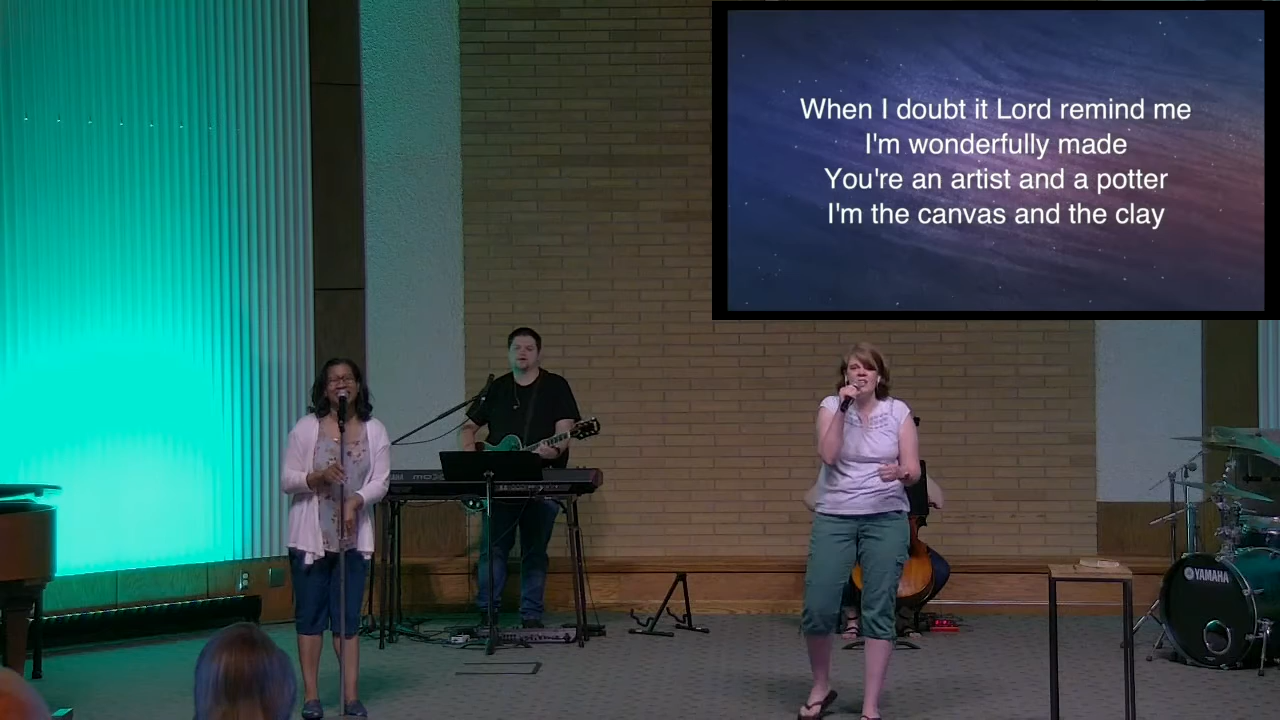 When I doubt it Lord remind me
I'm wonderfully made
You're an artist and a potter
I'm the canvas and the clay
YAMAHA